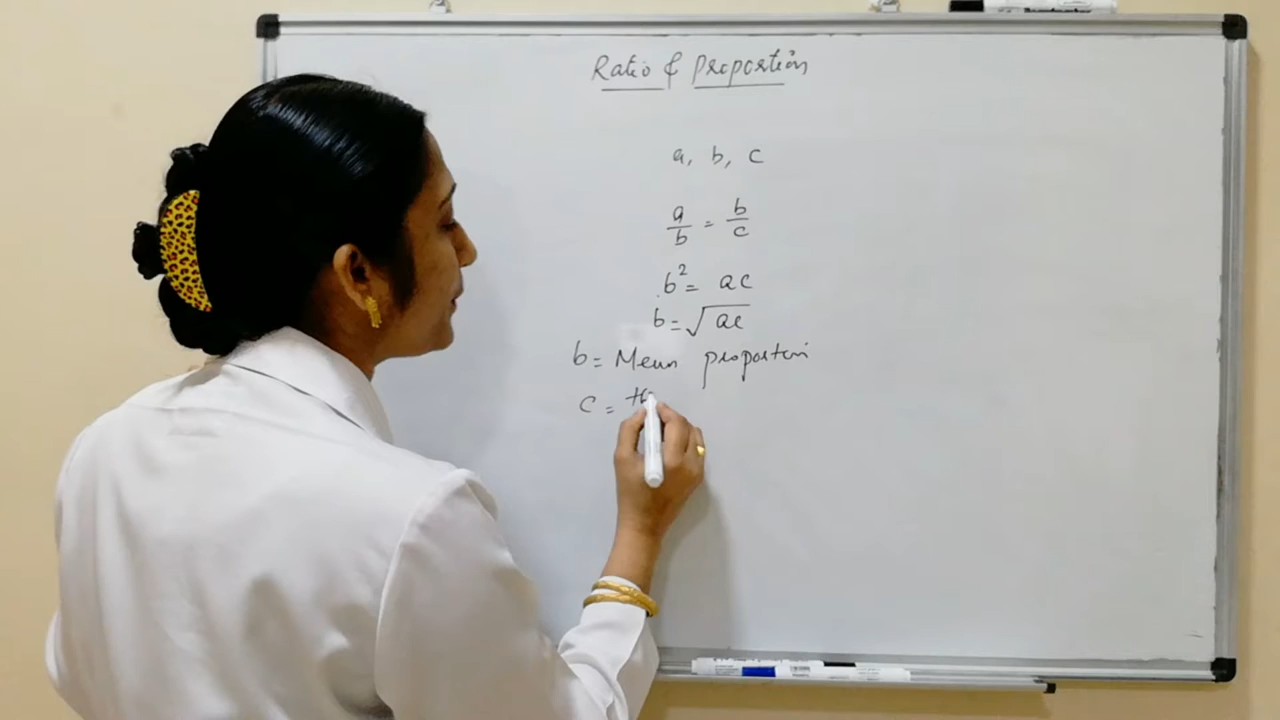 Ratio & Proportion
a, b, c
a/b = b/c
b² = ac
b = √ac
b = Mean proportion
c = th